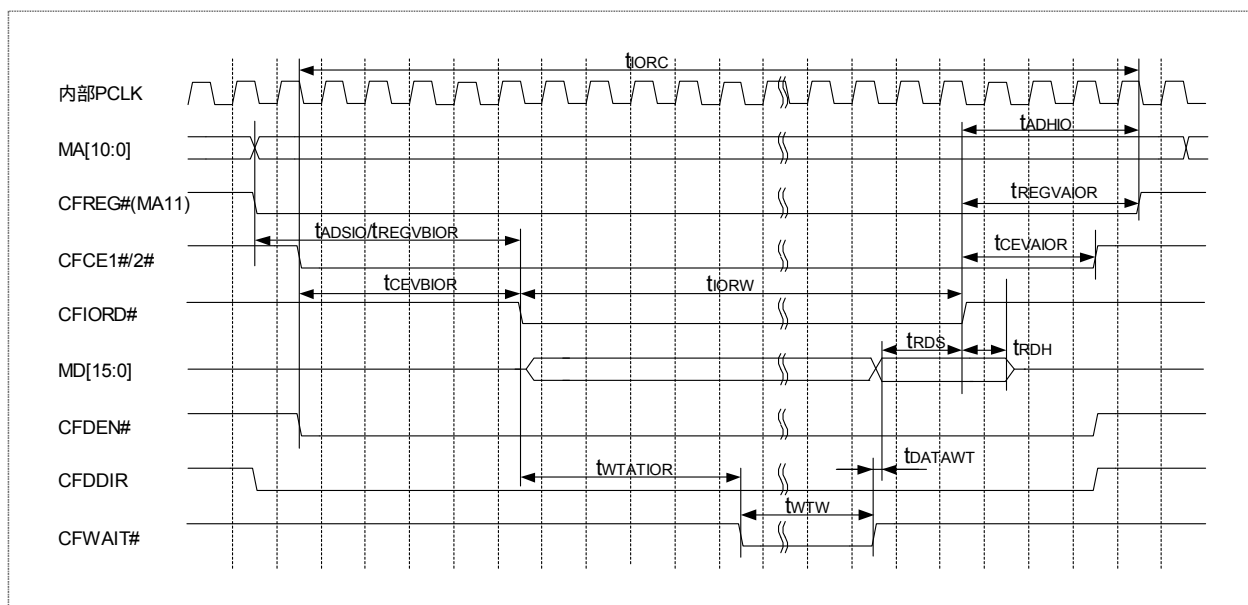 tIORC
内部PCLK
tADHIO
MA[10:0]
CFREG#(MA11)
tREGVAIOR
tADSIO/tREGVBIOR
tCEVAIOR
CFCE1#/2#
tCEVBIOR
tIORW
CFIORD#
tRDS
tRDH
MD[15:0]
CFDEN#
tDATAWT
CFDDIR
tWTATIOR
tWTW
CFWAIT#